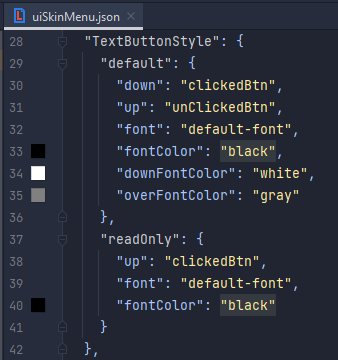 uiSkinMenu.json ×
28 "TextButtonStyle": {
29 "default": {
30 "down": "clickedBtn",
31 "up": "unClickedBtn",
32 "font": "default-font",
33 "fontColor": "black",
34 "downFontColor": "white",
35 "overFontColor": "gray"
36 },
37 "readOnly": {
38 "up": "clickedBtn",
39 "font": "default-font",
40 "fontColor": "black"
41 }
42 },